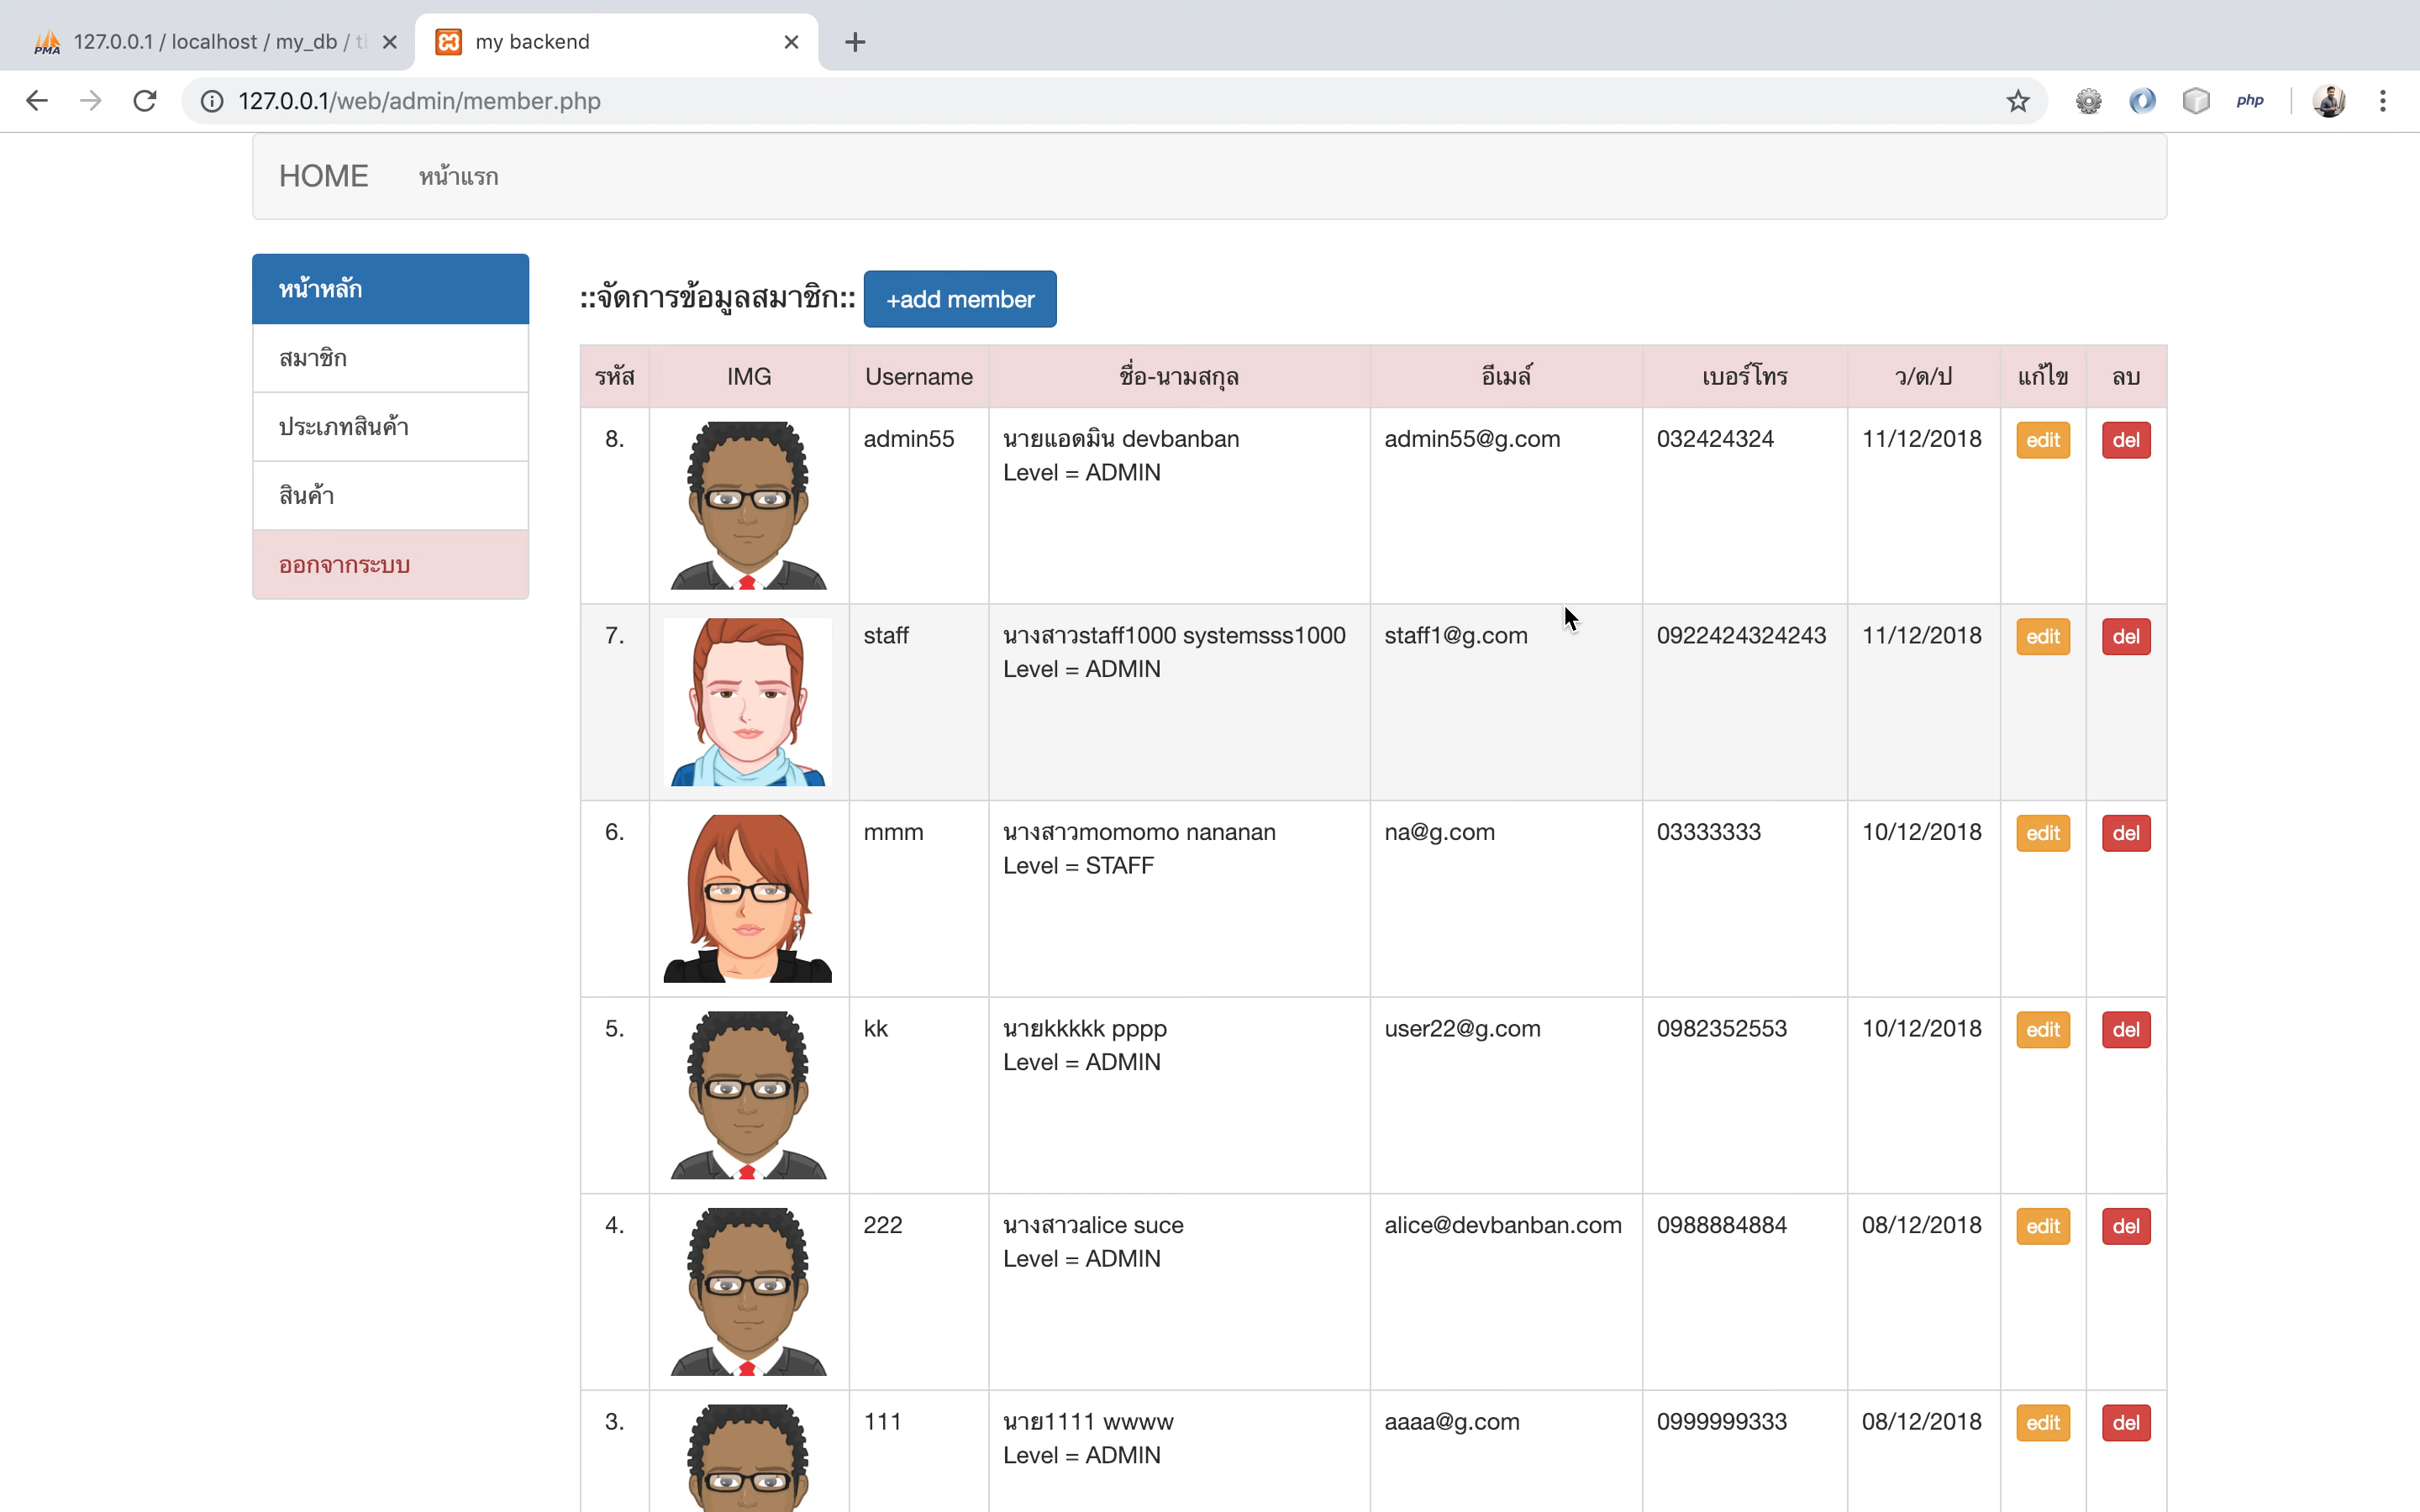 PMA 127.0.0.1 / localhost / my_db /
my backend
127.0.0.1/web/admin/member.php
php
HOME หน้าแรก
หน้าหลัก
สมาชิก
ประเภทสินค้า
สินค้า
ออกจากระบบ
::จัดการข้อมูลสมาชิก:: +add member
รหัส IMG Username ชื่อ-นามสกุล อีเมล์ เบอร์โทร ว/ด/ป แก้ไข ลบ
8. admin55 นายแอดมิน devbanban admin55@g.com 032424324 11/12/2018 edit del
Level = ADMIN
7. staff นางสาวstaff1000 systemsss1000 staff1@g.com 0922424324243 11/12/2018 edit del
Level = ADMIN
6. mmm นางสาวmomomo nananan na@g.com 03333333 10/12/2018 edit del
Level = STAFF
5. kk นายkkkkk pppp user22@g.com 0982352553 10/12/2018 edit del
Level = ADMIN
4. 222 นางสาวalice suce alice@devbanban.com 0988884884 08/12/2018 edit del
Level = ADMIN
3. 111 นาย1111 wwww aaaa@g.com 0999999333 08/12/2018 edit del
Level = ADMIN